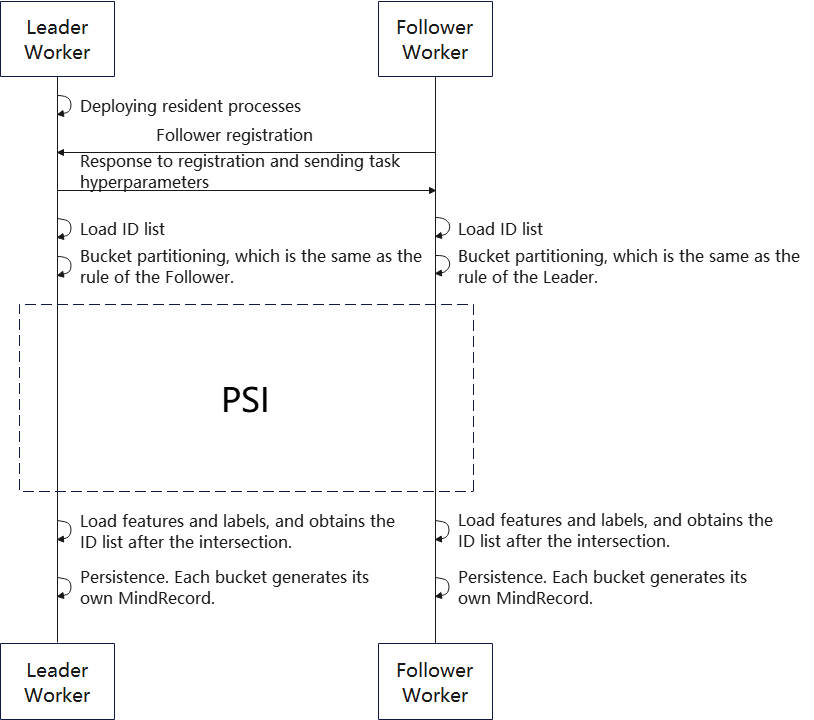 Leader
Worker
Follower
Worker
Deploying resident processes
Follower registration
Response to registration and sending task
hyperparameters
Load ID list
Load ID list
Bucket partitioning, which is the same as the
rule of the Follower.
Bucket partitioning, which is the same as the
rule of the Leader.
PSI
Load features and labels, and obtains the
ID list after the intersection.
Load features and labels, and obtains the
ID list after the intersection.
Persistence. Each bucket generates its
own MindRecord.
Persistence. Each bucket generates its
own MindRecord.
Leader
Worker
Follower
Worker